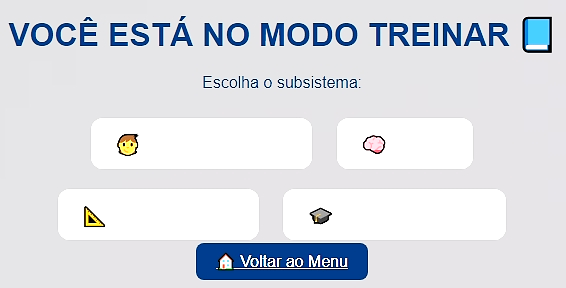 VOCÊ ESTÁ NO MODO TREINAR 📘
Escolha o subsistema:
🏠 Voltar ao Menu